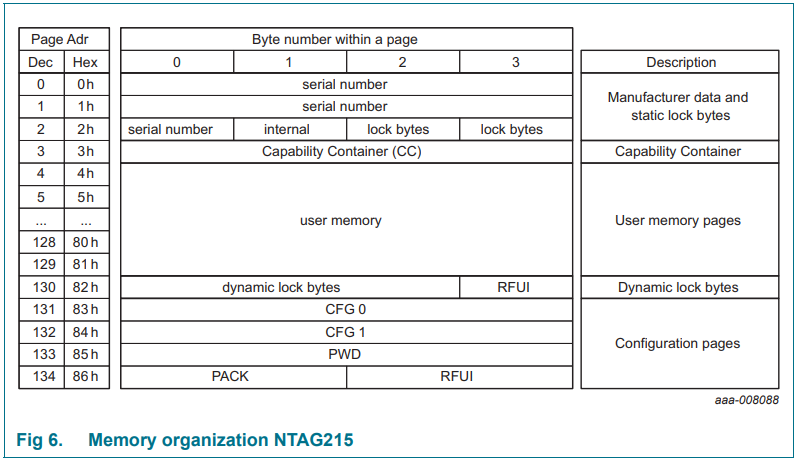 Page Adr Byte number within a page
Dec Hex 0 1 2 3 Description
0 0h serial number
1 1h serial number
Manufacturer data and
static lock bytes
2 2h serial number internal lock bytes lock bytes
3 3h Capability Container (CC) Capability Container
4 4h
5 5h
... ... user memory User memory pages
128 80h
129 81h
130 82h dynamic lock bytes RFUI Dynamic lock bytes
131 83h CFG 0
132 84h CFG 1
Configuration pages
133 85h PWD
134 86h PACK RFUI
aaa-008088
Fig 6. Memory organization NTAG215